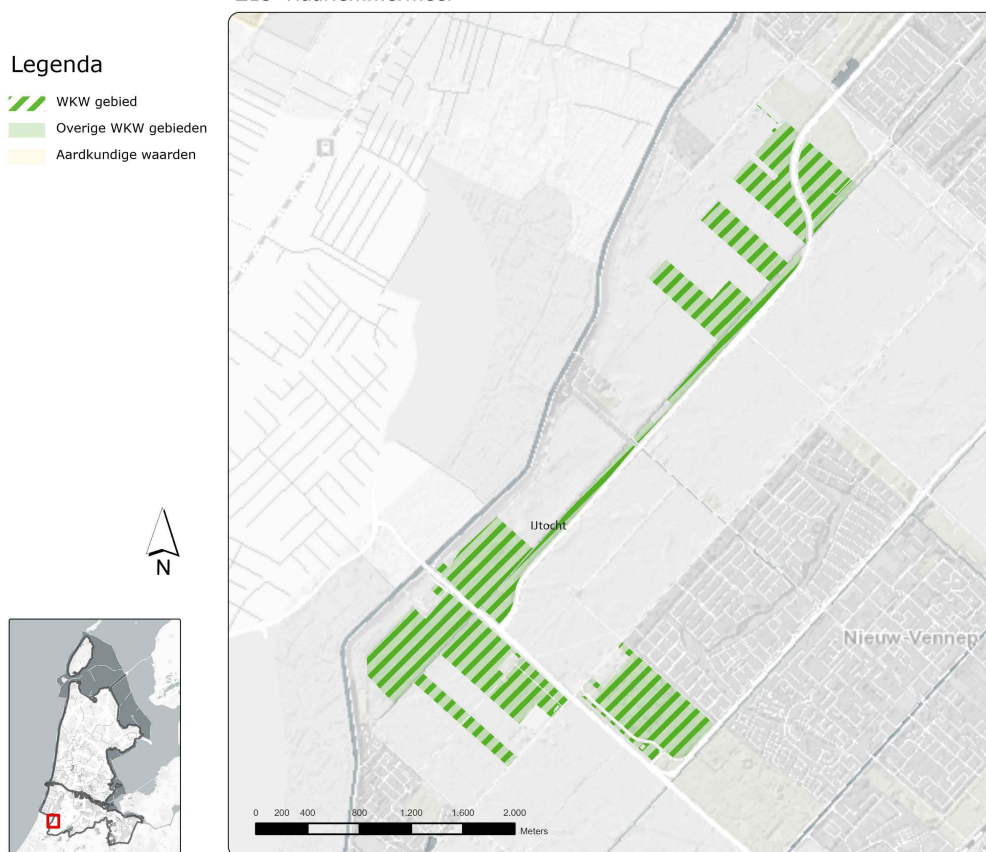 Legenda
WKW gebied
Overige WKW gebieden
Aardkundige waarden
IJtocht
Nieuw-Vennep
N
0 200 400 800 1.200 1.600 2.000
Meters